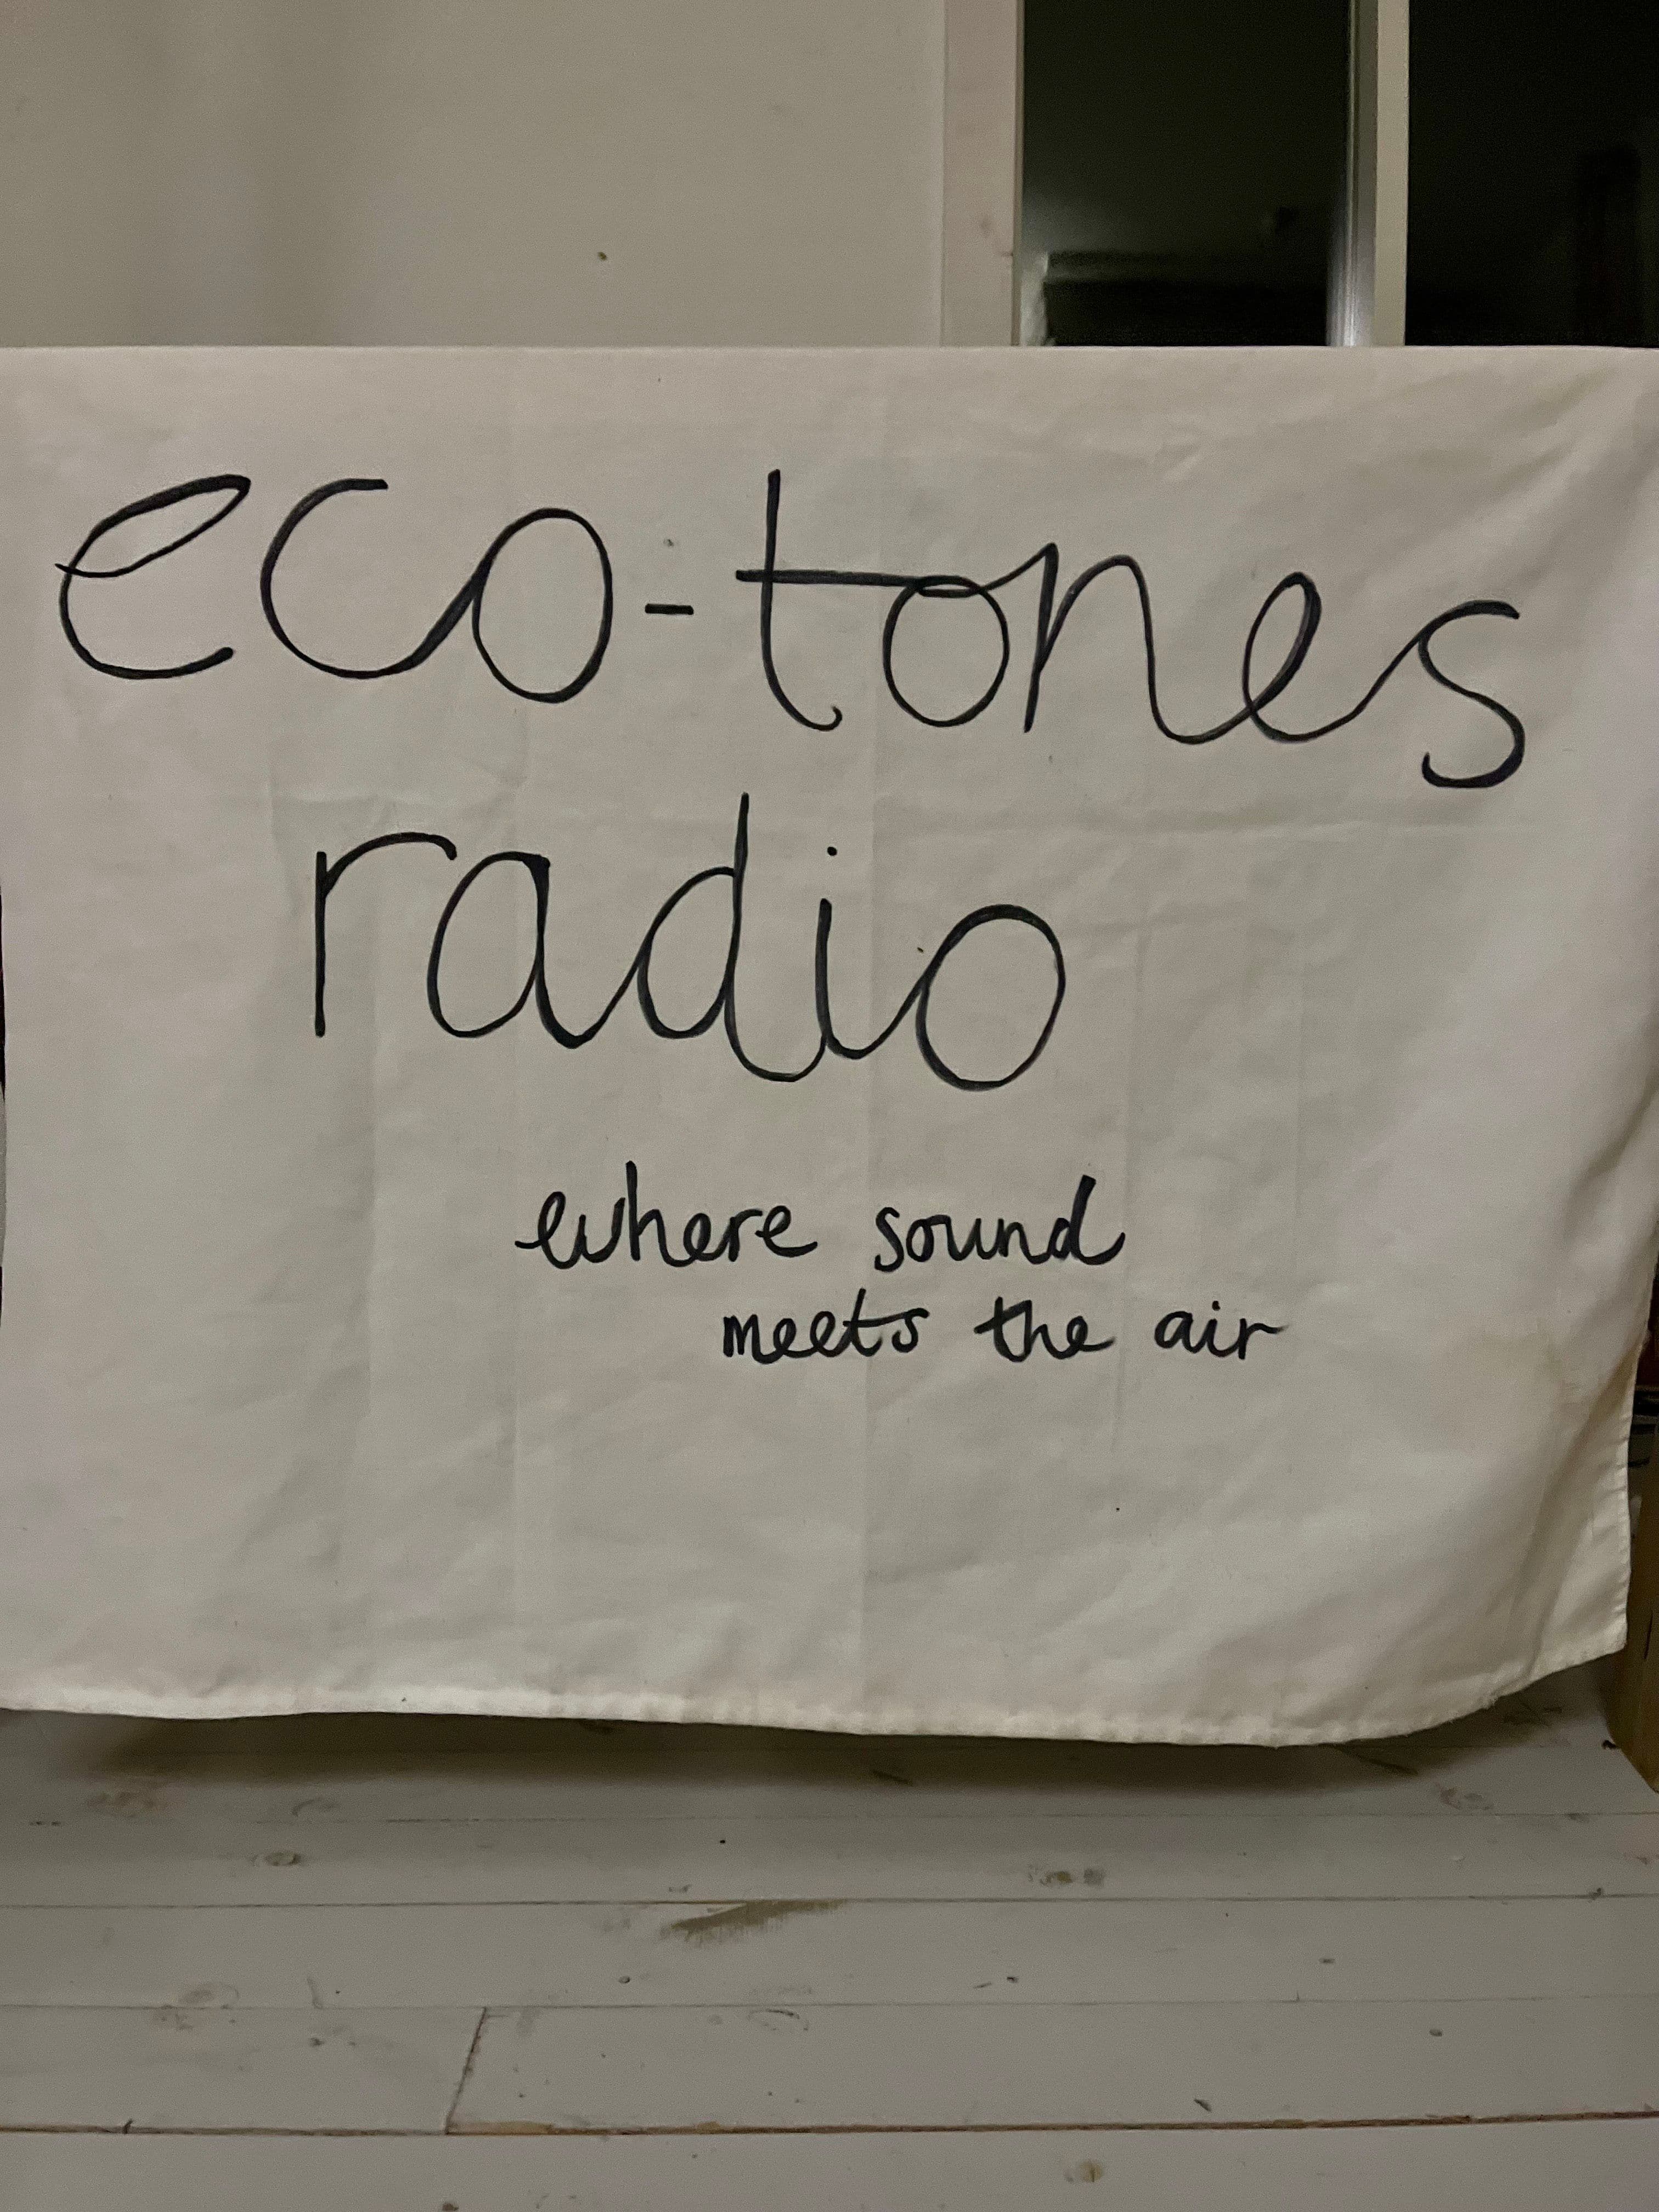 eco-tones
radio
where sound
meets the air